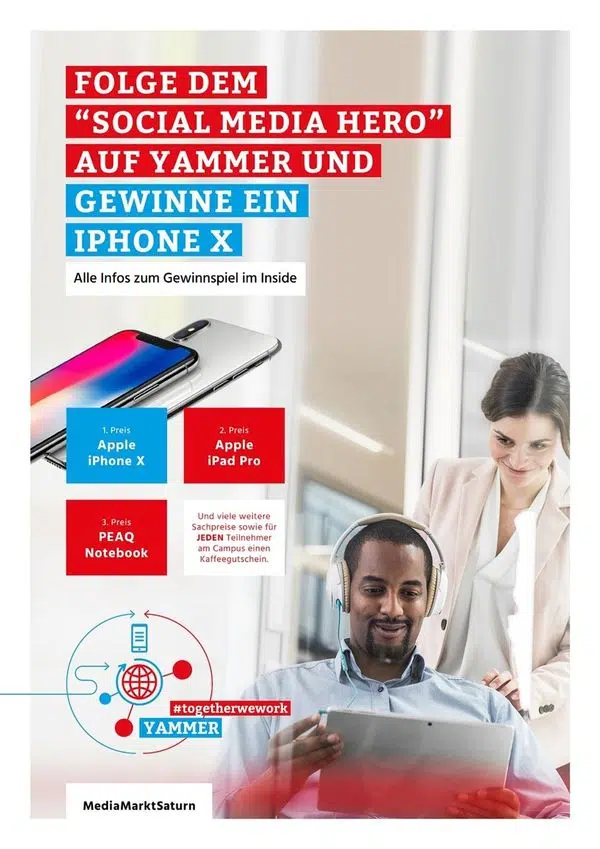 FOLGE DEM
“SOCIAL MEDIA HERO”
AUF YAMMER UND
GEWINNE EIN
IPHONE X
Alle Infos zum Gewinnspiel im Inside
1. Preis
Apple
iPhone X
2. Preis
Apple
iPad Pro
3. Preis
PEAQ
Notebook
Und viele weitere
Sachpreise sowie für
JEDEN Teilnehmer
am Campus einen
Kaffeegutschein.
#togetherwework
YAMMER
MediaMarktSaturn